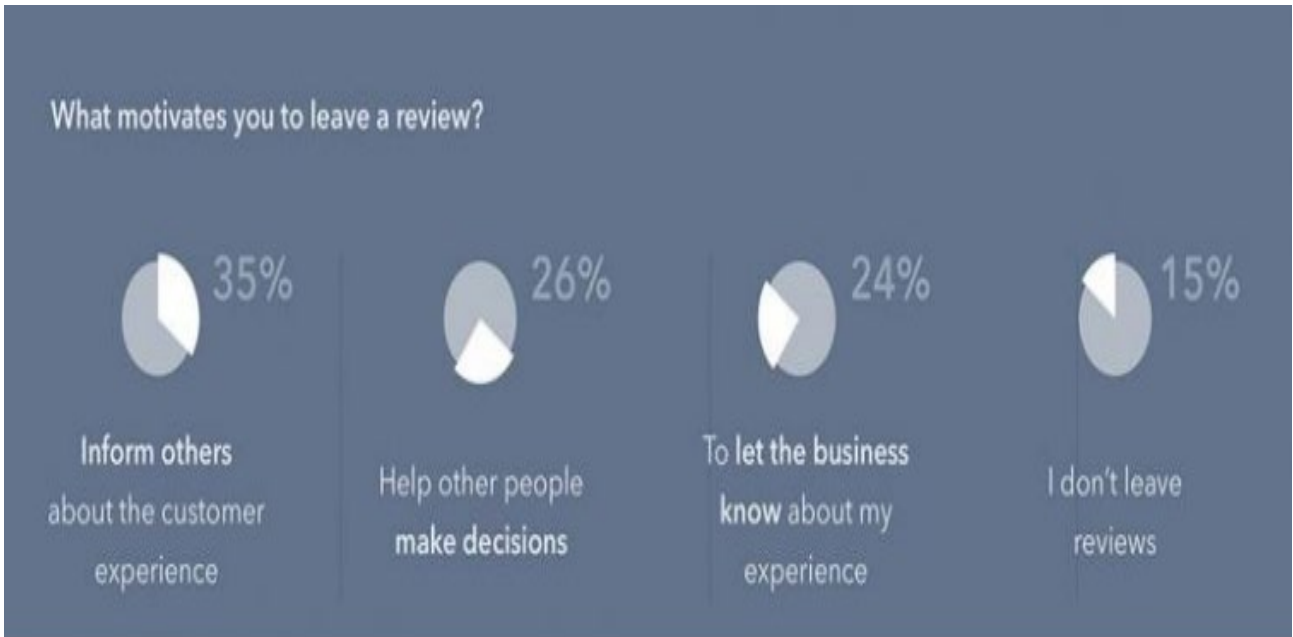 What motivates you to leave a review?
35%
Inform others
about the customer
experience
26%
Help other people
make decisions
24%
To let the business
know about my
experience
15%
I don't leave
reviews